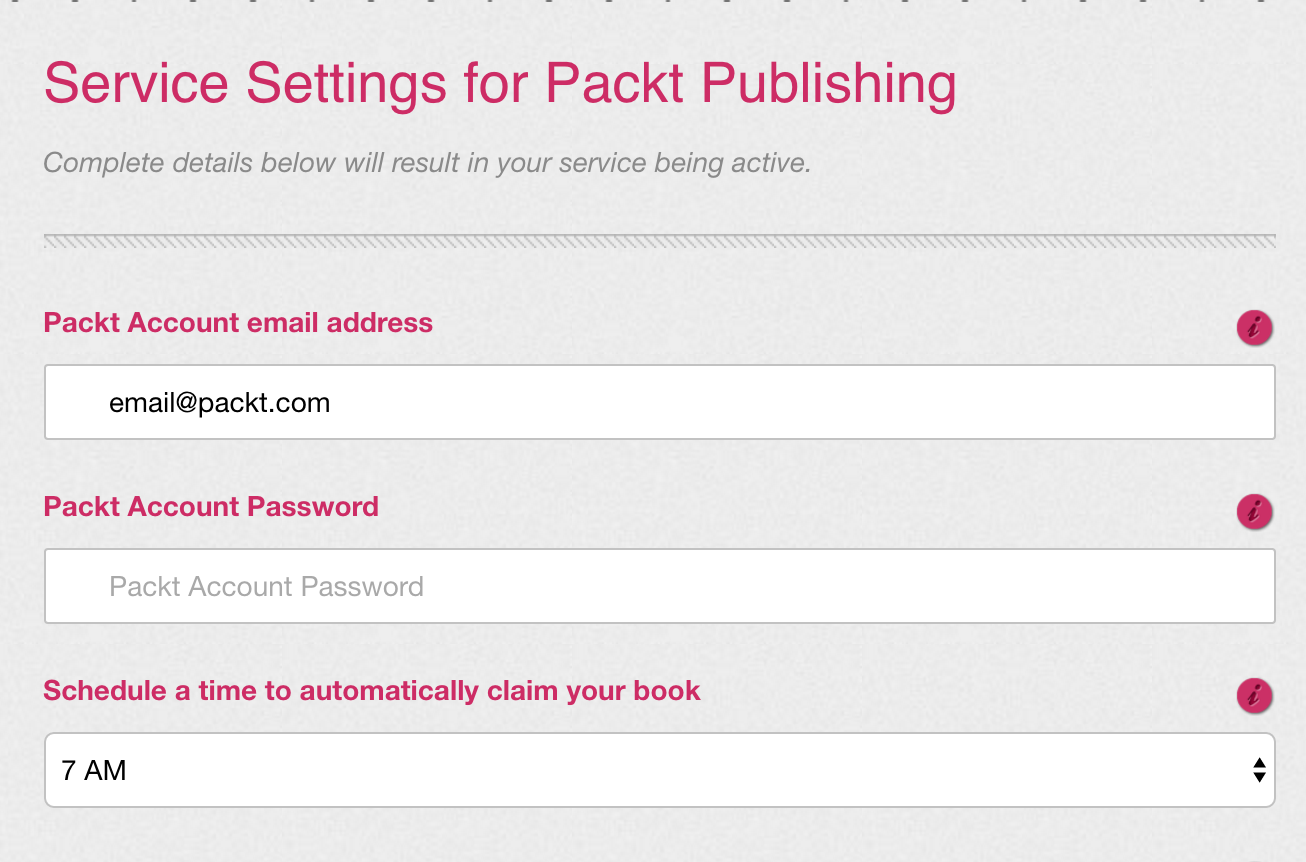 Service Settings for Packt Publishing
Complete details below will result in your service being active.
Packt Account email address
i
email@packt.com
Packt Account Password
i
Packt Account Password
Schedule a time to automatically claim your book
i
7 AM